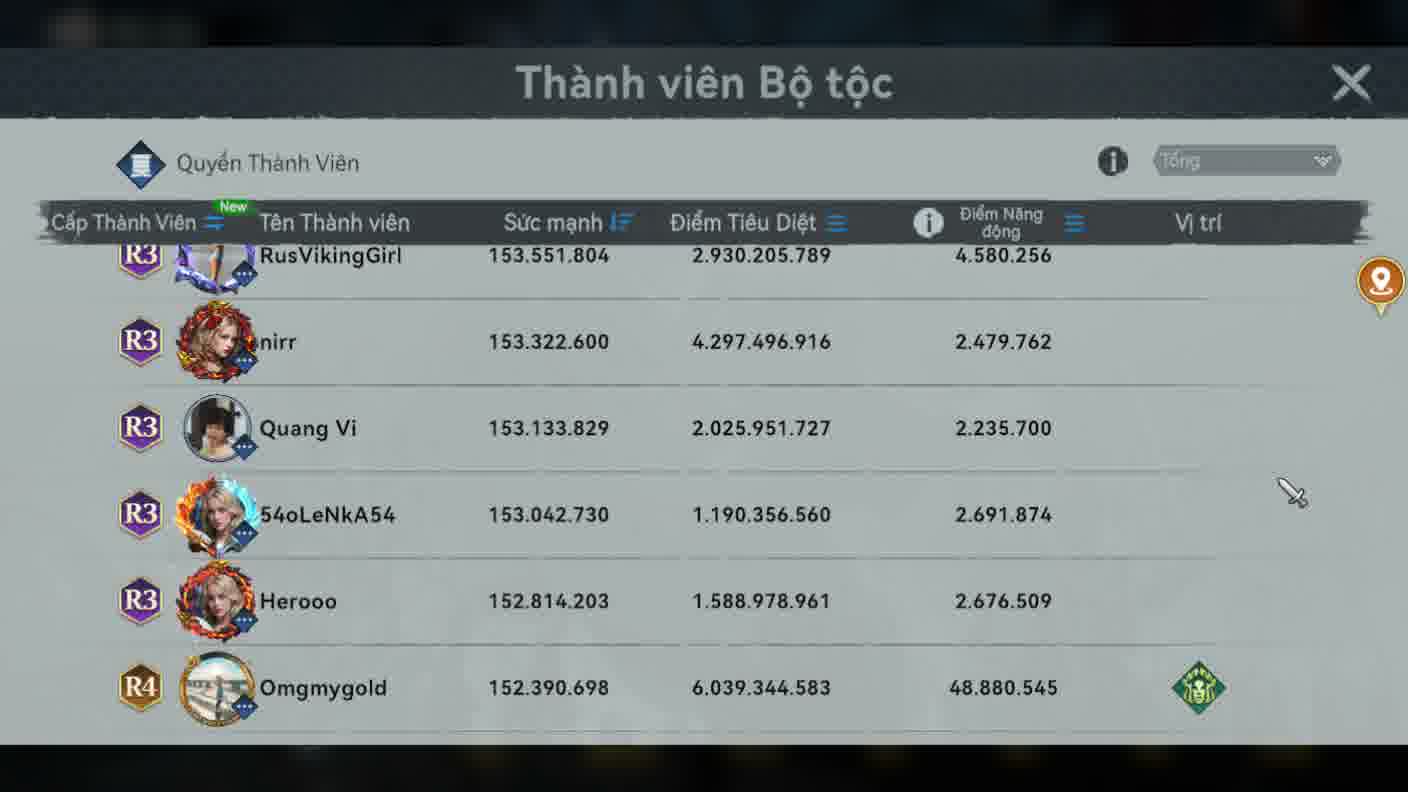 Thành viên Bộ tộc
Quyển Thành Viên
Tổng
New
Cấp Thành Viên Tên Thành viên Sức mạnh Điểm Tiêu Diệt Điểm Năng động Vị trí
R3 RusVikingGirl 153.551.804 2.930.205.789 4.580.256
R3 nirr 153.322.600 4.297.496.916 2.479.762
R3 Quang Vi 153.133.829 2.025.951.727 2.235.700
R3 54oLeNkA54 153.042.730 1.190.356.560 2.691.874
R3 Herooo 152.814.203 1.588.978.961 2.676.509
R4 Omgmygold 152.390.698 6.039.344.583 48.880.545